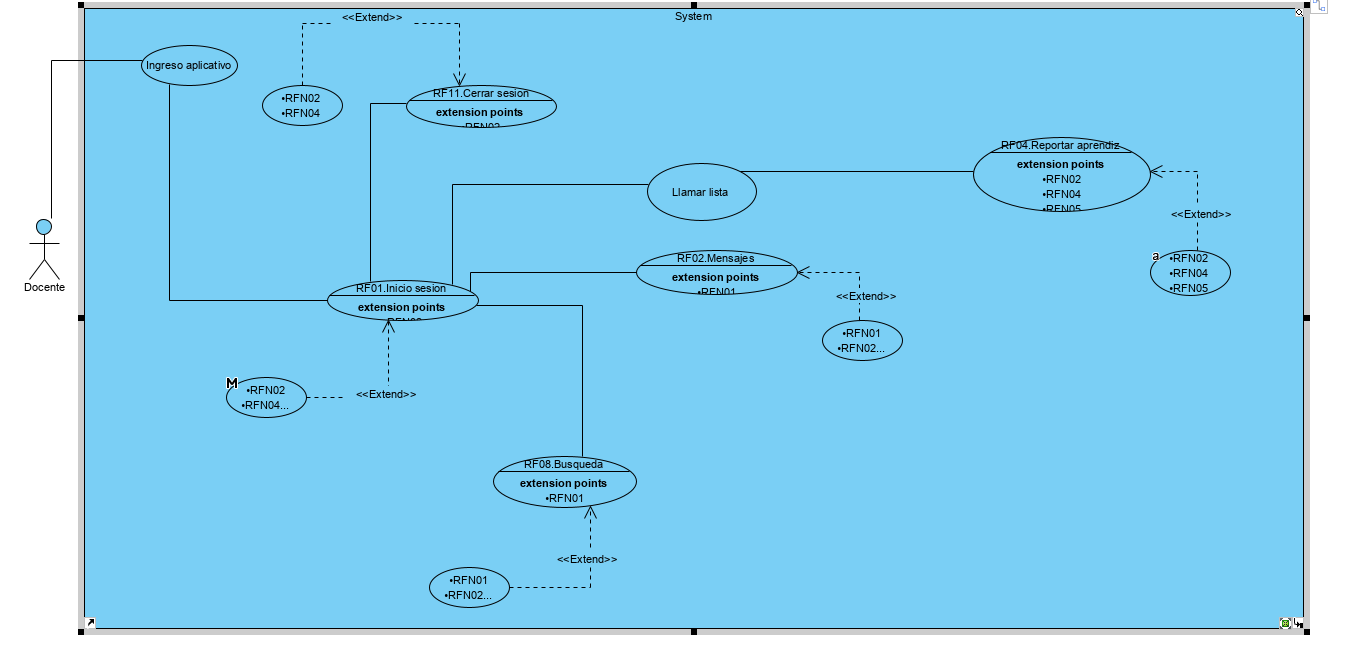 System
<<Extend>>
Ingreso aplicativo
•RFN02
•RFN04
RF11.Cerrar sesion
extension points
RFN02
RF04.Reportar aprendiz
extension points
•RFN02
•RFN04
•RFN05
<<Extend>>
a
•RFN02
•RFN04
•RFN05
Llamar lista
Docente
RF02.Mensajes
extension points
•RFN01
<<Extend>>
•RFN01
•RFN02...
RF01.Inicio sesion
extension points
<<Extend>>
M
•RFN02
•RFN04...
RF08.Busqueda
extension points
•RFN01
<<Extend>>
•RFN01
•RFN02...